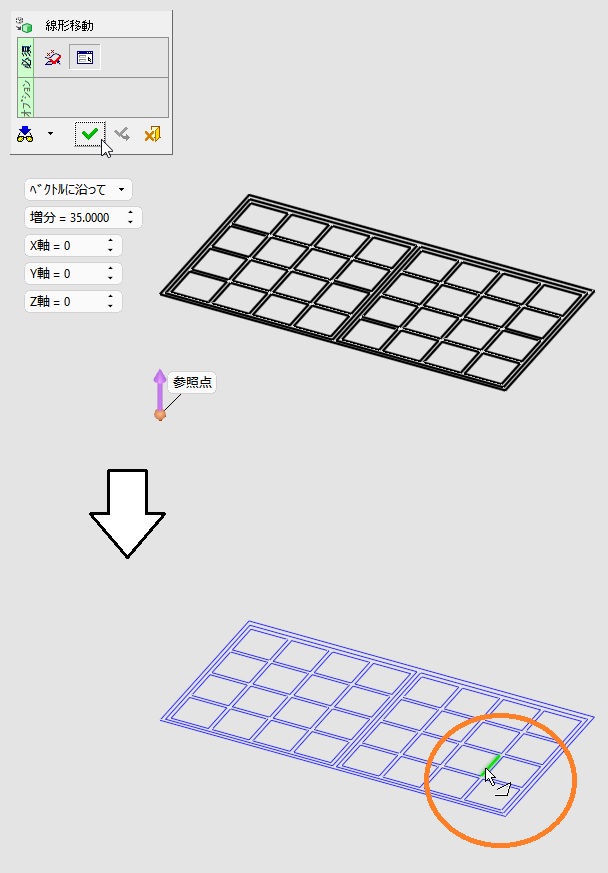 線形移動
必須
オプション
ベクトルに沿って
増分 = 35.0000
X軸 = 0
Y軸 = 0
Z軸 = 0
参照点